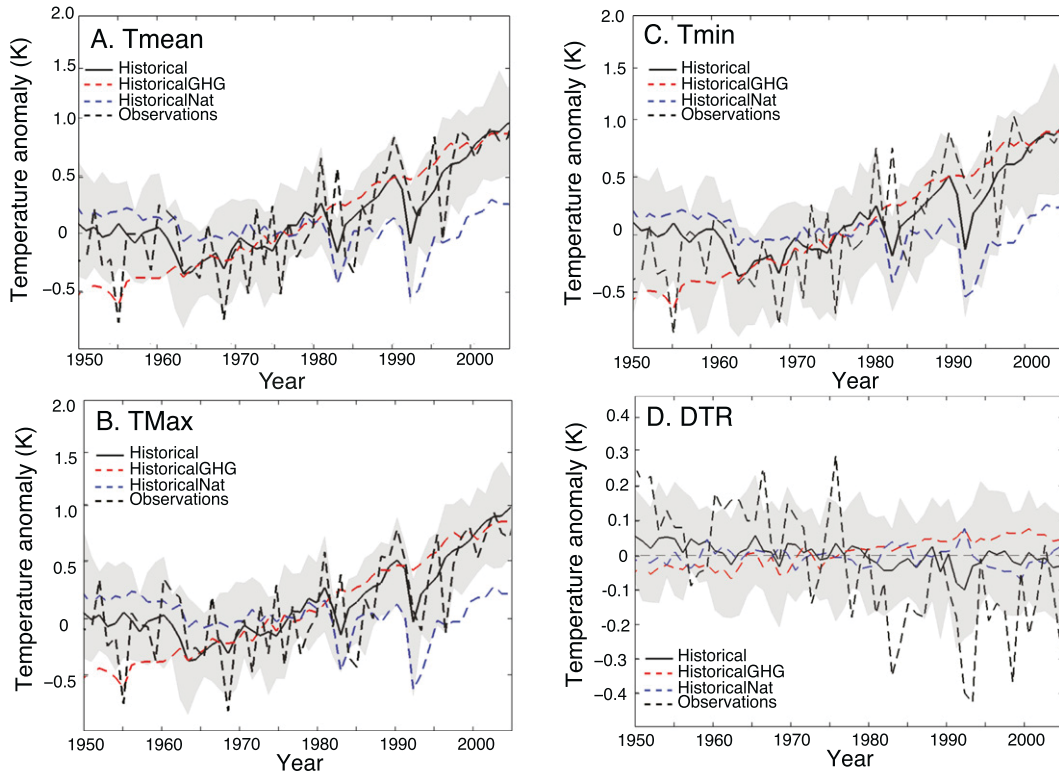 A. Tmean
Historical
HistoricalGHG
HistoricalNat
Observations
Temperature anomaly (K)
2.0
1.5
1.0
0.5
0
−0.5
1950 1960 1970 1980 1990 2000
Year
B. TMax
Historical
HistoricalGHG
HistoricalNat
Observations
Temperature anomaly (K)
2.0
1.5
1.0
0.5
0
−0.5
1950 1960 1970 1980 1990 2000
Year
C. Tmin
Historical
HistoricalGHG
HistoricalNat
Observations
Temperature anomaly (K)
2.0
1.5
1.0
0.5
0
−0.5
1950 1960 1970 1980 1990 2000
Year
D. DTR
Temperature anomaly (K)
0.4
0.3
0.2
0.1
0
−0.1
−0.2
−0.3
−0.4
Historical
HistoricalGHG
HistoricalNat
Observations
1950 1960 1970 1980 1990 2000
Year